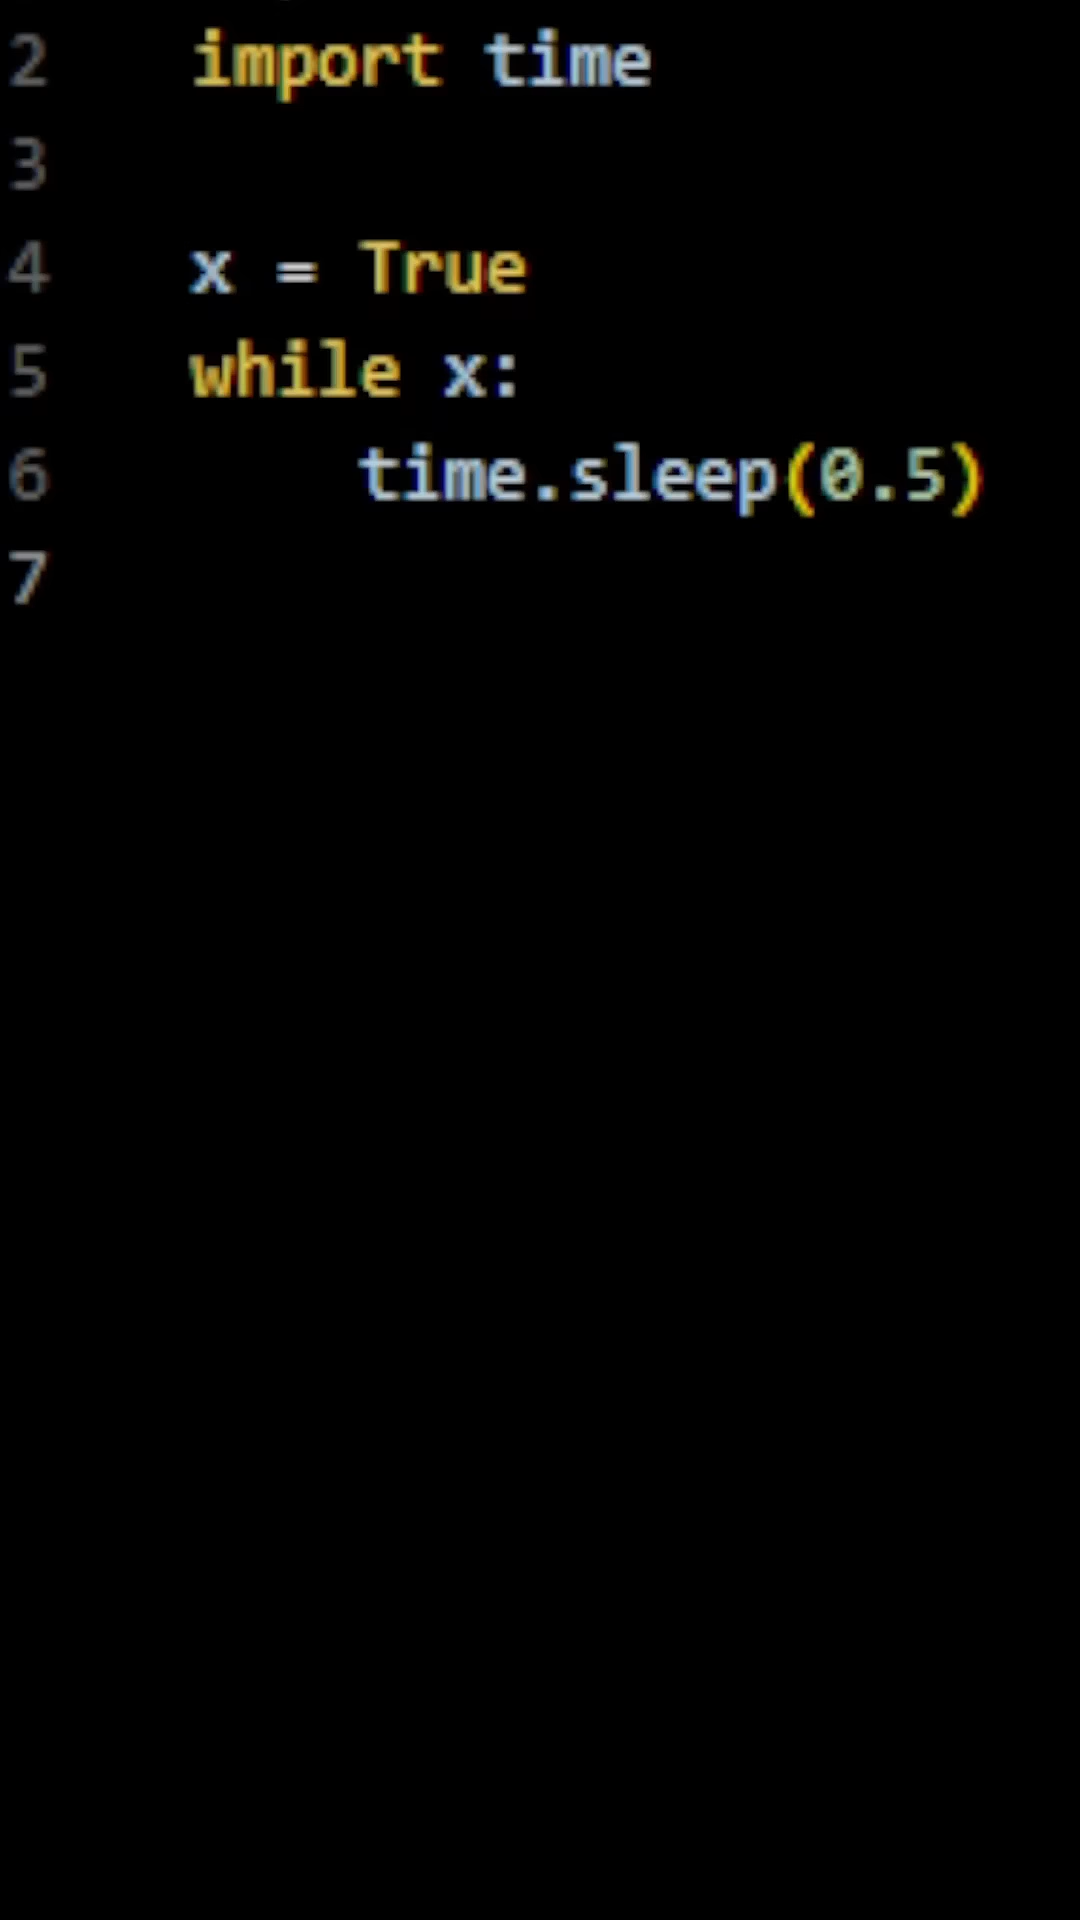 2 import time
3
4 x = True
5 while x:
6     time.sleep(0.5)
7